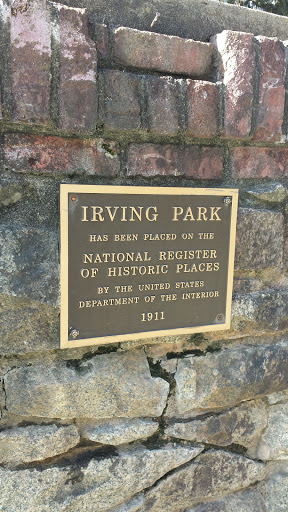 IRVING PARK
HAS BEEN PLACED ON THE
NATIONAL REGISTER
OF HISTORIC PLACES
BY THE UNITED STATES
DEPARTMENT OF THE INTERIOR
1911